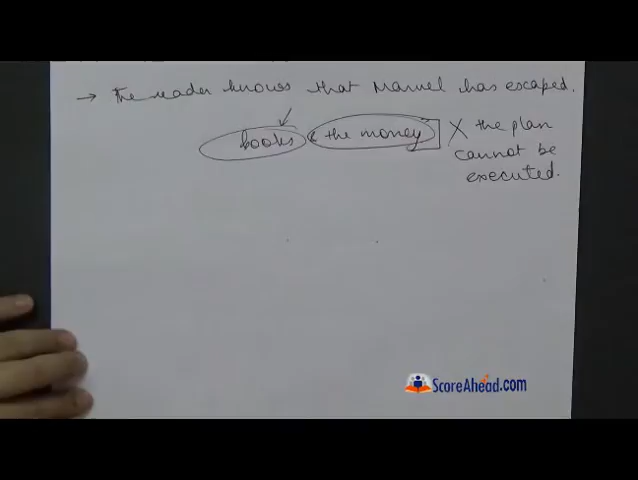 → The reader knows that Marvel has escaped.
books & the money X the plan
cannot be
executed.
ScoreAhead.com